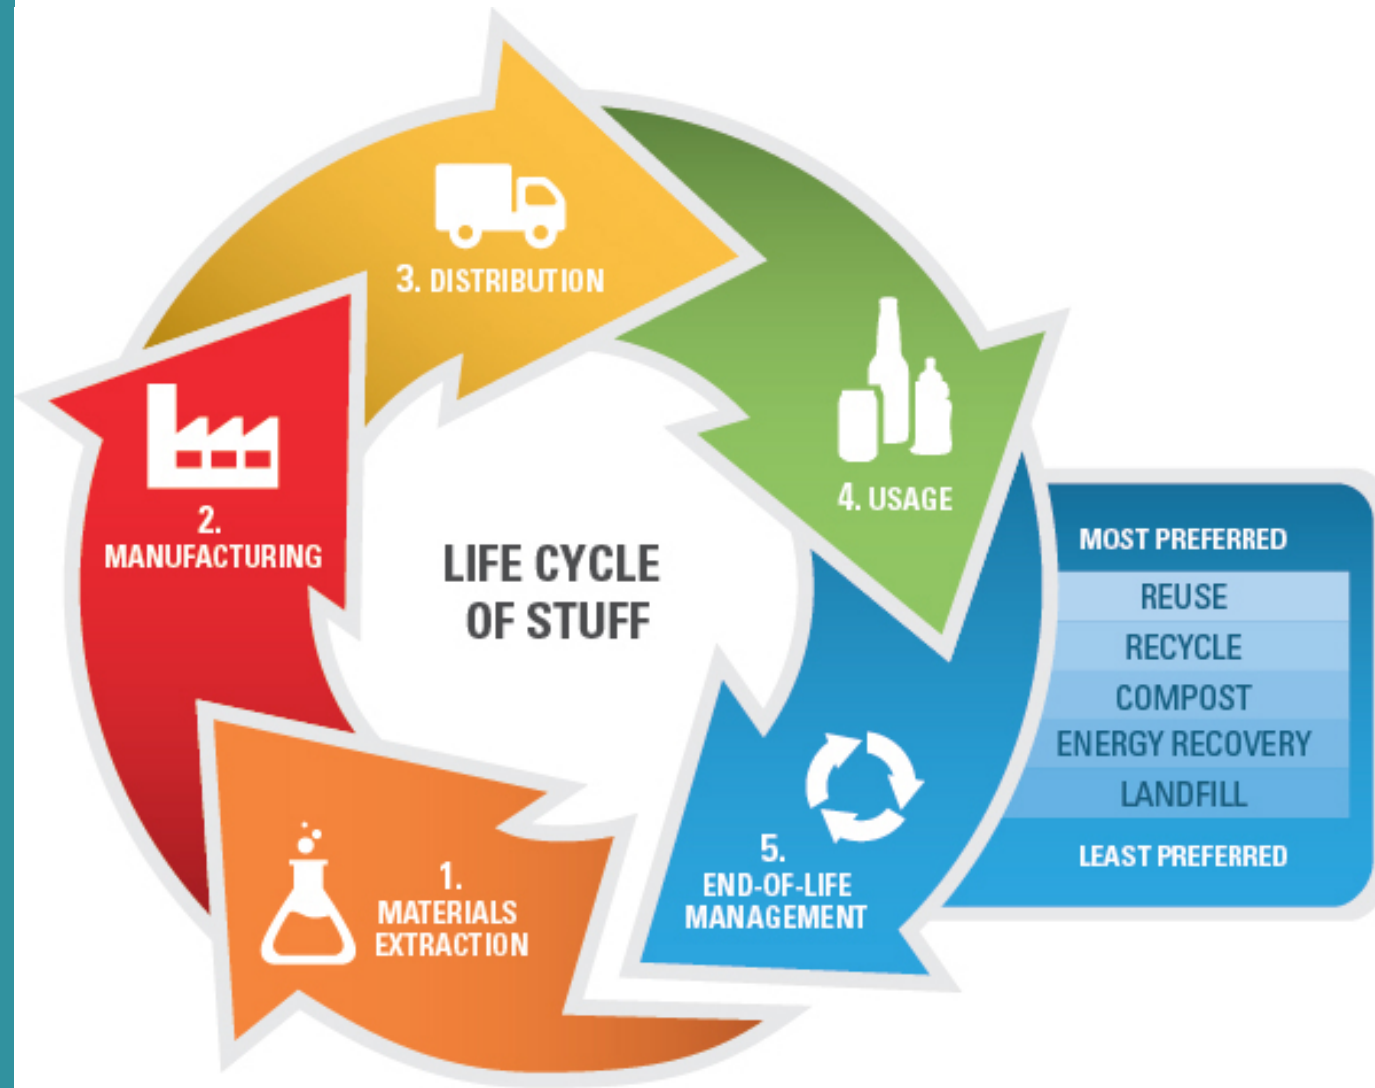 LIFE CYCLE
OF STUFF
1.
MATERIALS
EXTRACTION
2.
MANUFACTURING
3. DISTRIBUTION
4. USAGE
5.
END-OF-LIFE
MANAGEMENT
MOST PREFERRED
REUSE
RECYCLE
COMPOST
ENERGY RECOVERY
LANDFILL
LEAST PREFERRED